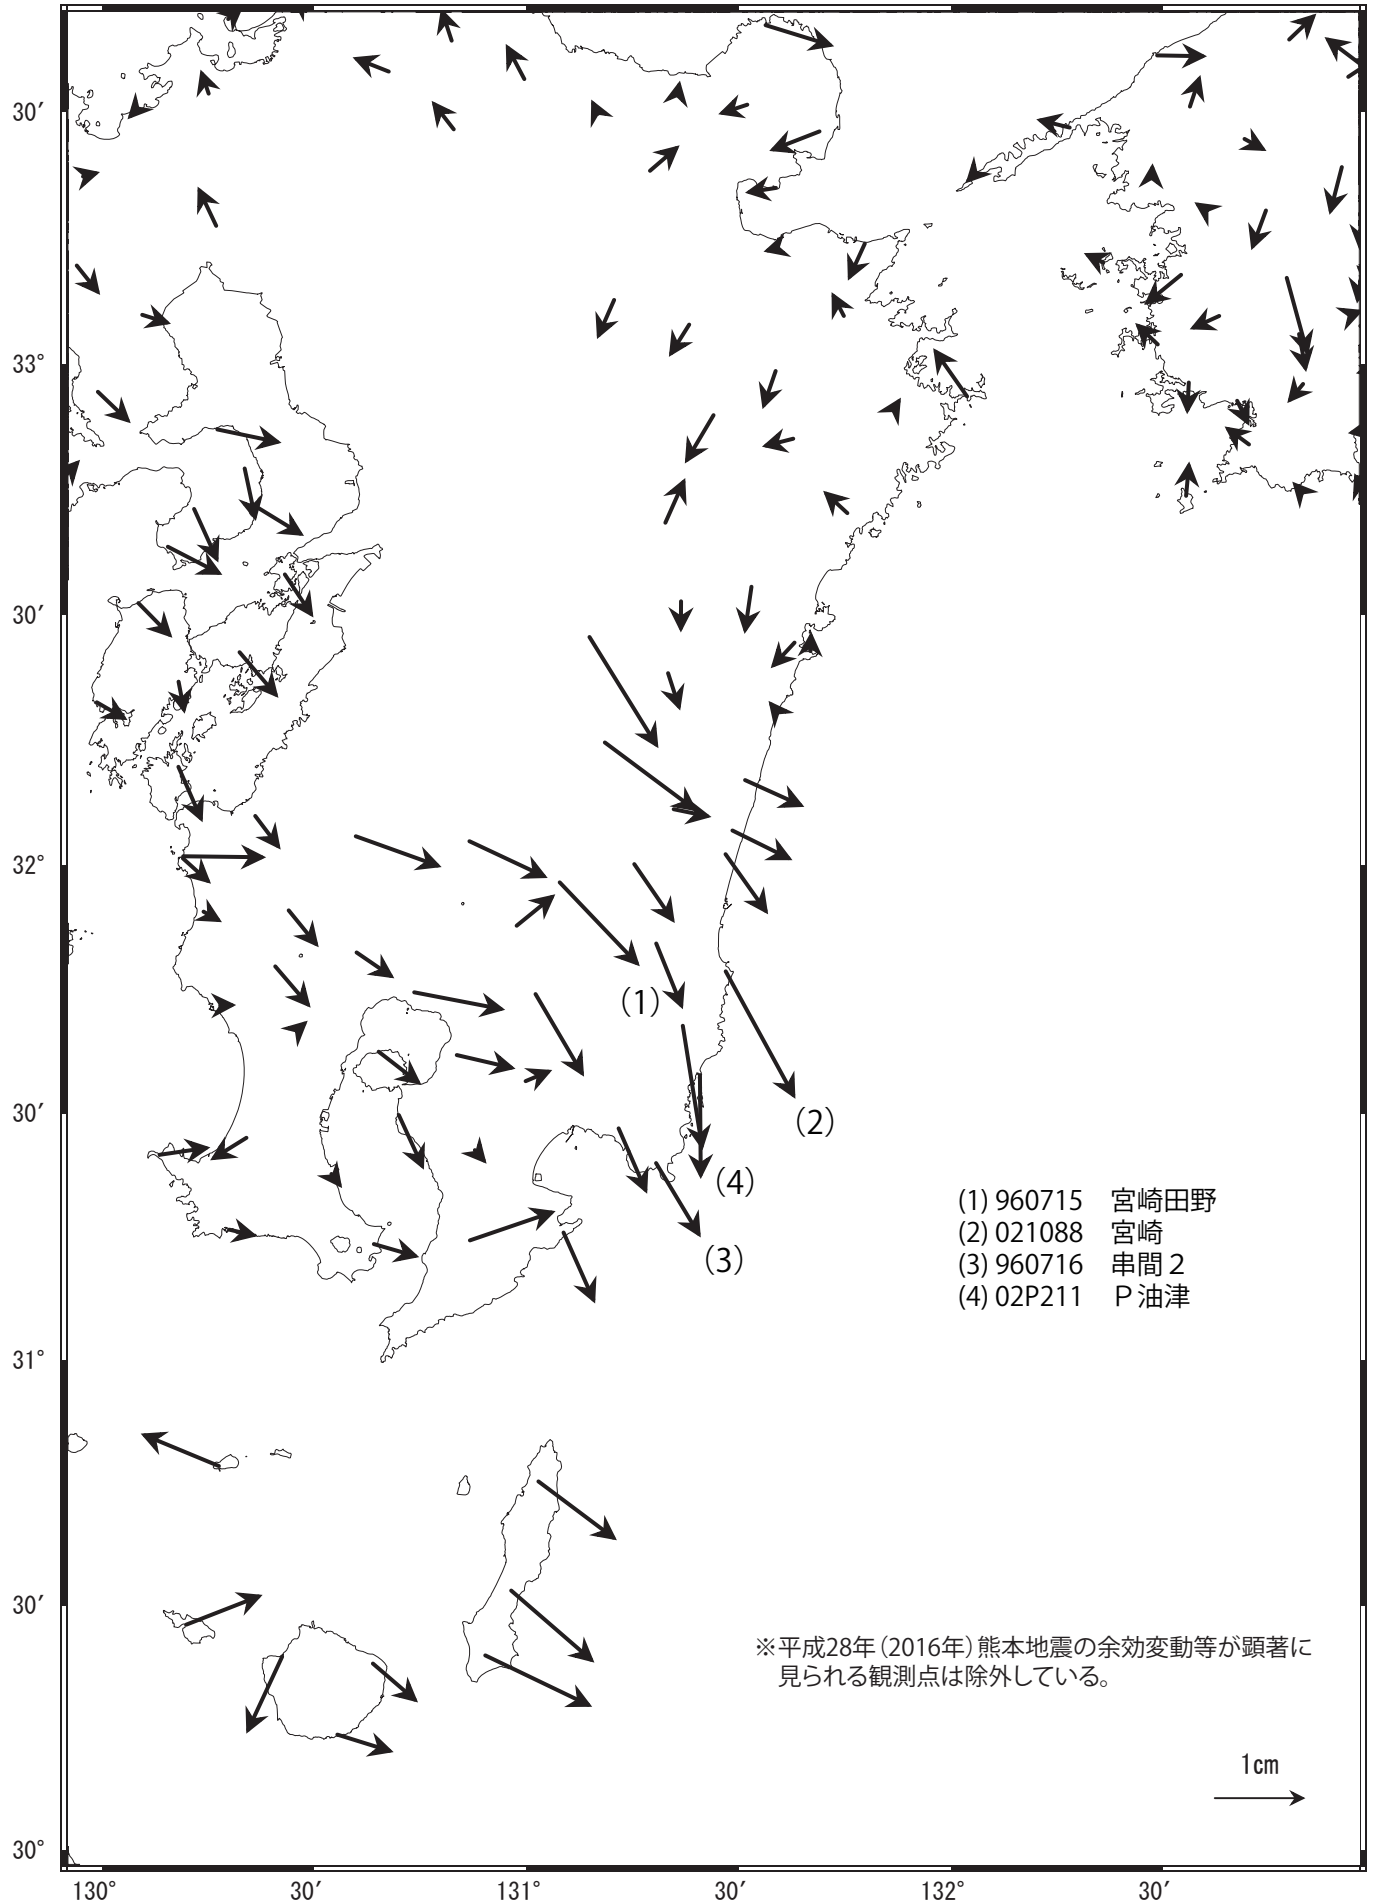 30′
33°
30′
32°
(1)
30′
(2)
(4)
(3)
(1) 960715 宮崎田野
(2) 021088 宮崎
(3) 960716 串間２
(4) 02P211 Ｐ油津
31°
30′
※平成28年（2016年）熊本地震の余効変動等が顕著に
見られる観測点は除外している。
1cm
30°
130° 30′ 131° 30′ 132° 30′